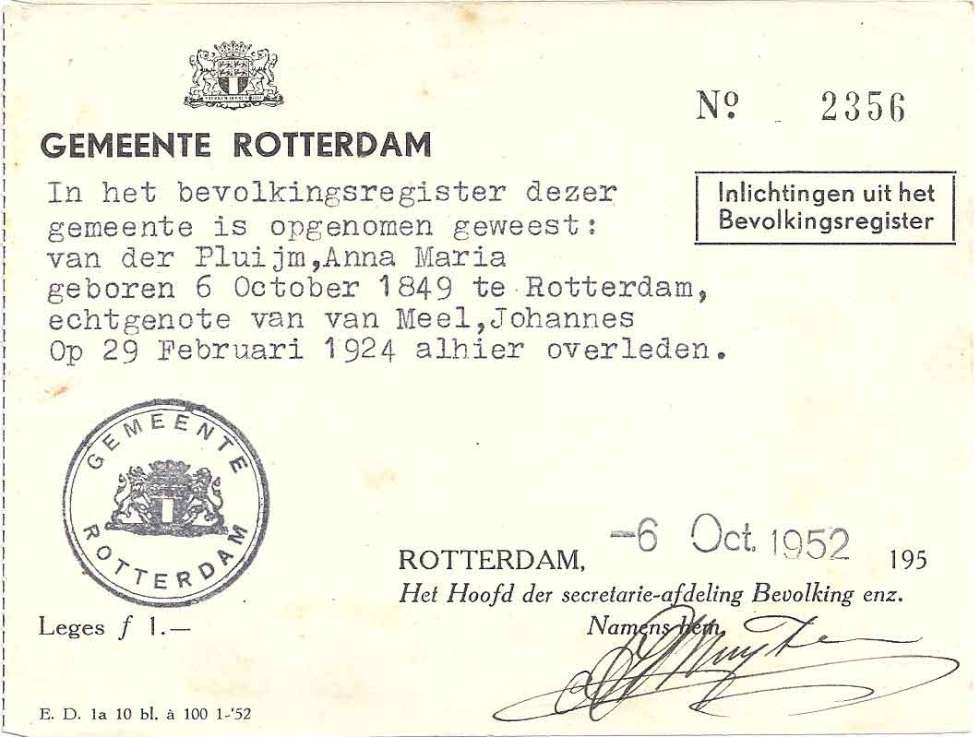 Nº 2356
GEMEENTE ROTTERDAM
Inlichtingen uit het
Bevolkingsregister
In het bevolkingsregister dezer
gemeente is opgenomen geweest:
van der Pluijm,Anna Maria
geboren 6 October 1849 te Rotterdam,
echtgenote van van Meel,Johannes
Op 29 Februari 1924 alhier overleden.
GEMEENTE
ROTTERDAM
ROTTERDAM, -6 Oct. 1952 195
Het Hoofd der secretarie-afdeling Bevolking enz.
Leges ƒ 1.—
Namens hem,
E. D. 1a 10 bl. à 100 1-'52